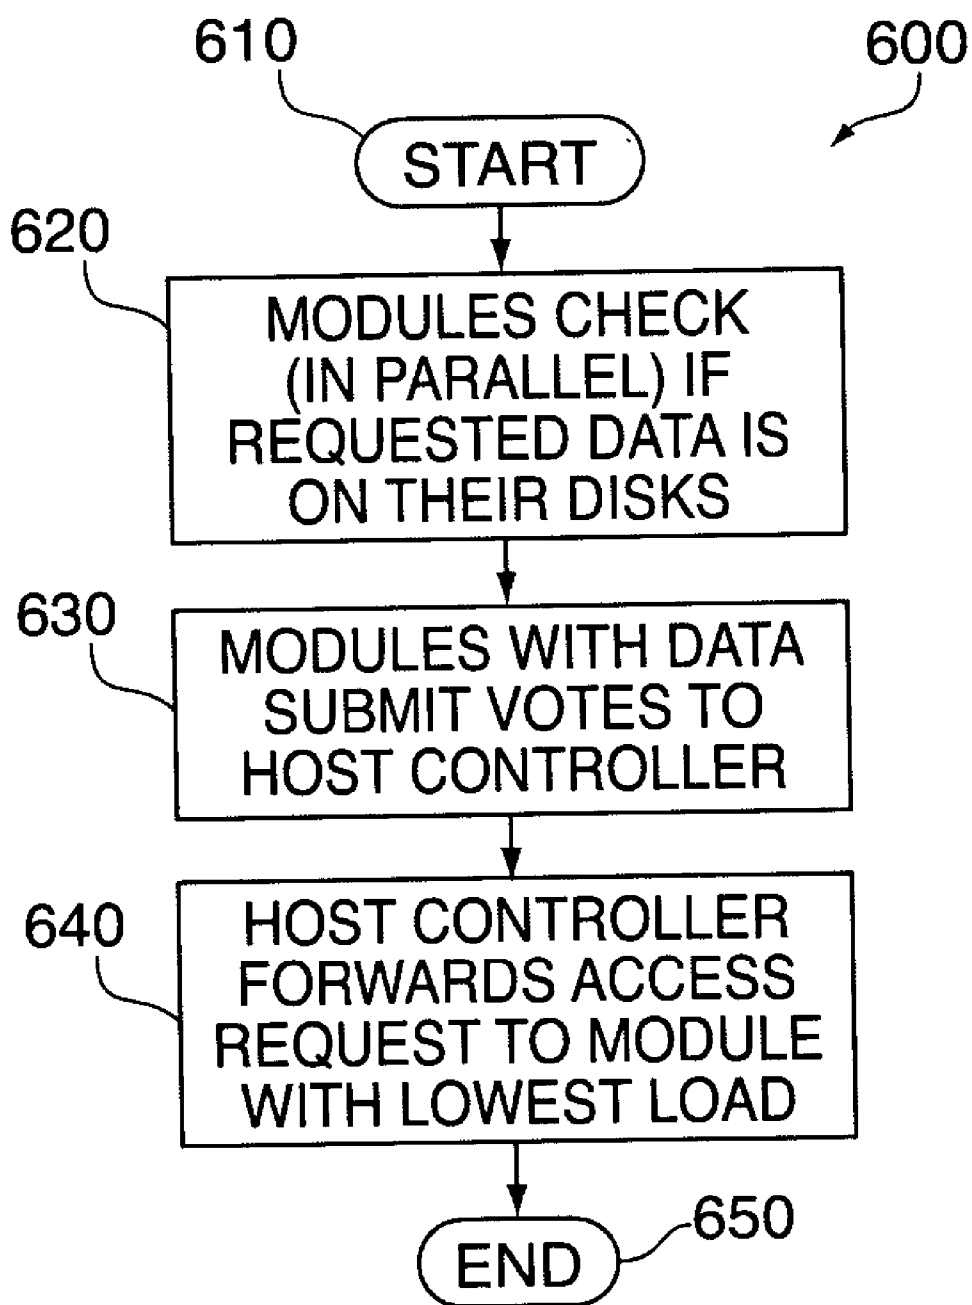 610
600
START
620
MODULES CHECK
(IN PARALLEL) IF
REQUESTED DATA IS
ON THEIR DISKS
630
MODULES WITH DATA
SUBMIT VOTES TO
HOST CONTROLLER
640
HOST CONTROLLER
FORWARDS ACCESS
REQUEST TO MODULE
WITH LOWEST LOAD
650
END